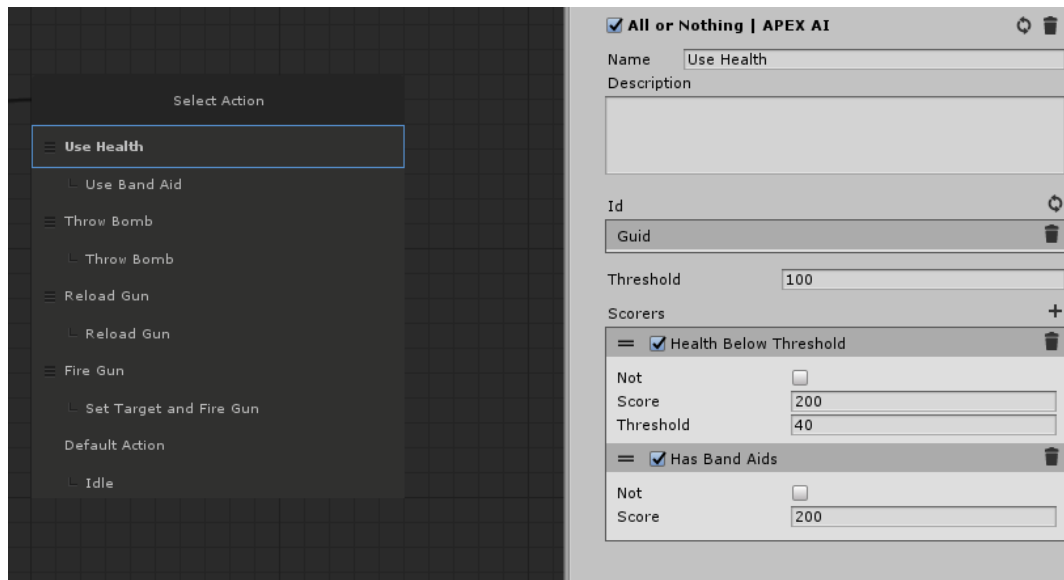 Select Action
Use Health
Use Band Aid
Throw Bomb
Throw Bomb
Reload Gun
Reload Gun
Fire Gun
Set Target and Fire Gun
Default Action
Idle
All or Nothing | APEX AI
Name Use Health
Description
Id
Guid
Threshold 100
Scorers
Health Below Threshold
Not
Score 200
Threshold 40
Has Band Aids
Not
Score 200